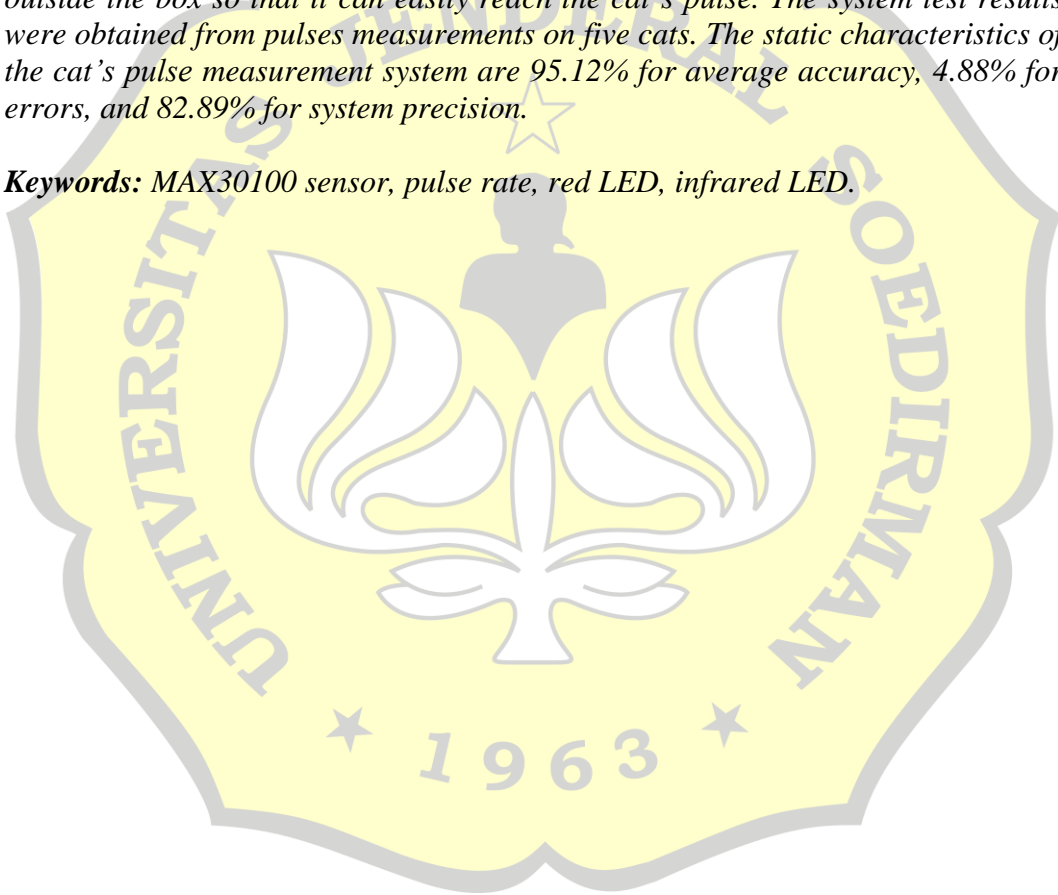 outside the box so that it can easily reach the cat's pulse. The system test results
were obtained from pulses measurements on five cats. The static characteristics of
the cat's pulse measurement system are 95.12% for average accuracy, 4.88% for
errors, and 82.89% for system precision.
Keywords: MAX30100 sensor, pulse rate, red LED, infrared LED.
UNIVERSITAS JENDERAL SOEDIRMAN
1963